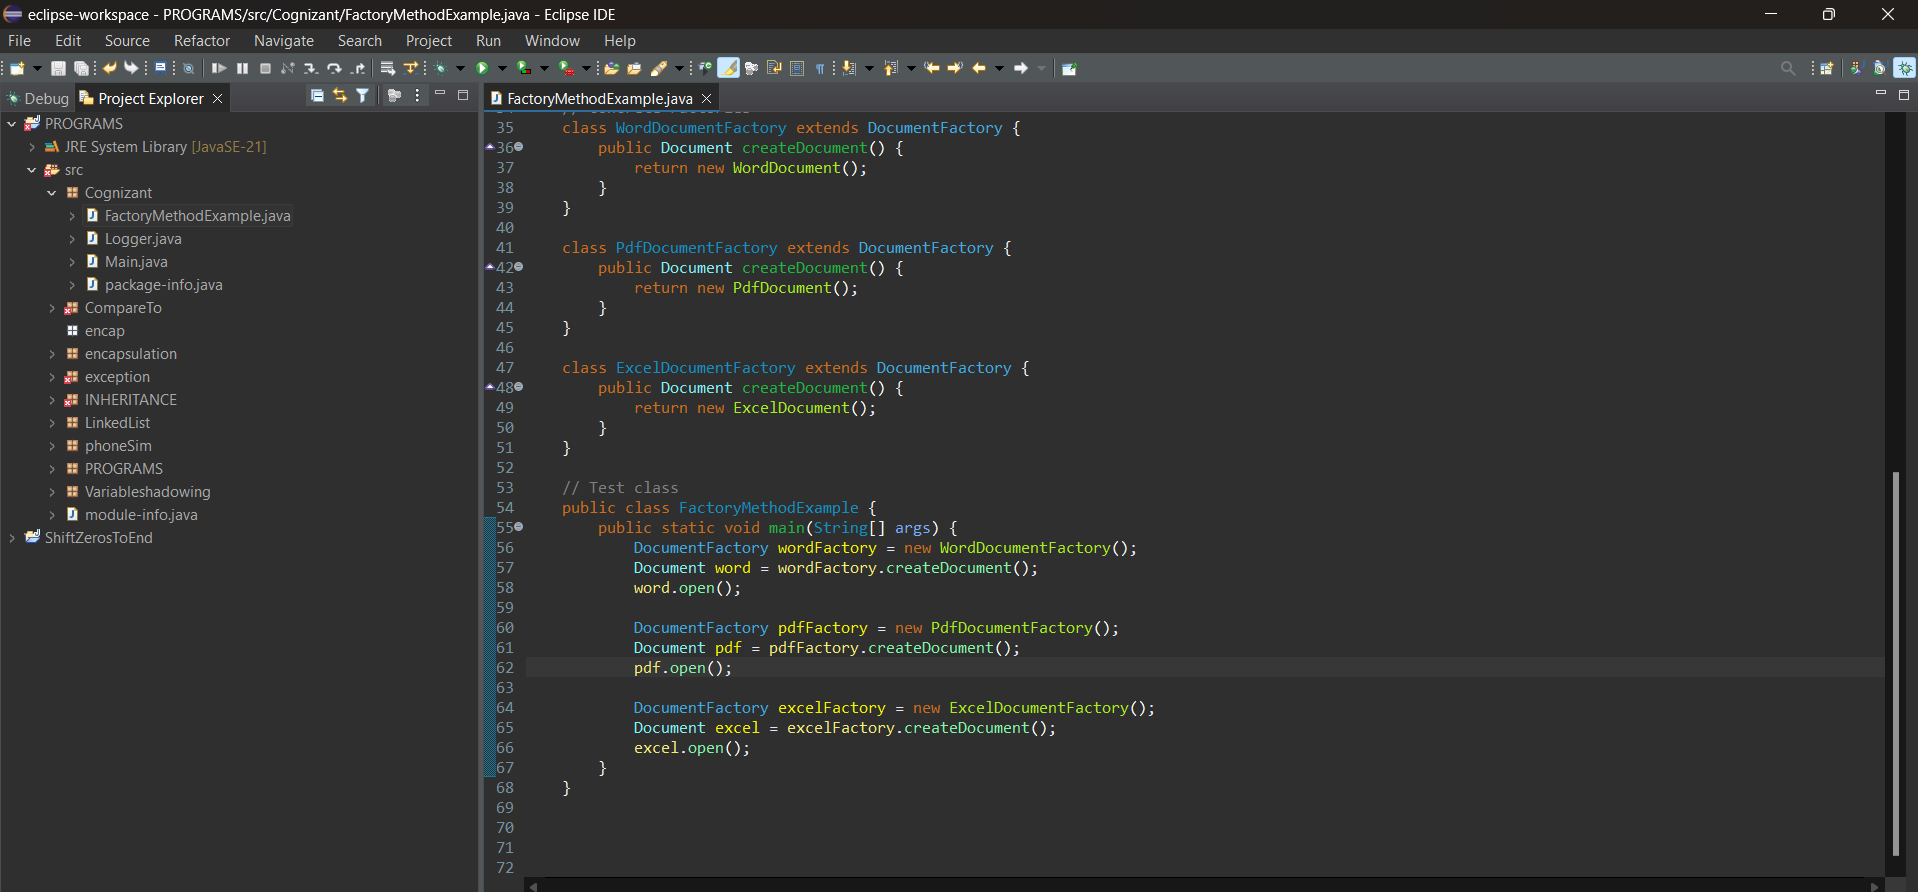 eclipse-workspace - PROGRAMS/src/Cognizant/FactoryMethodExample.java - Eclipse IDE
File Edit Source Refactor Navigate Search Project Run Window Help
Debug Project Explorer
PROGRAMS
JRE System Library [JavaSE-21]
src
Cognizant
FactoryMethodExample.java
Logger.java
Main.java
package-info.java
CompareTo
encap
encapsulation
exception
INHERITANCE
LinkedList
phoneSim
PROGRAMS
Variableshadowing
module-info.java
ShiftZerosToEnd
FactoryMethodExample.java
35 class WordDocumentFactory extends DocumentFactory {
36 public Document createDocument() {
37 return new WordDocument();
38 }
39 }
40
41 class PdfDocumentFactory extends DocumentFactory {
42 public Document createDocument() {
43 return new PdfDocument();
44 }
45 }
46
47 class ExcelDocumentFactory extends DocumentFactory {
48 public Document createDocument() {
49 return new ExcelDocument();
50 }
51 }
52
53 // Test class
54 public class FactoryMethodExample {
55 public static void main(String[] args) {
56 DocumentFactory wordFactory = new WordDocumentFactory();
57 Document word = wordFactory.createDocument();
58 word.open();
59
60 DocumentFactory pdfFactory = new PdfDocumentFactory();
61 Document pdf = pdfFactory.createDocument();
62 pdf.open();
63
64 DocumentFactory excelFactory = new ExcelDocumentFactory();
65 Document excel = excelFactory.createDocument();
66 excel.open();
67 }
68 }
69
70
71
72